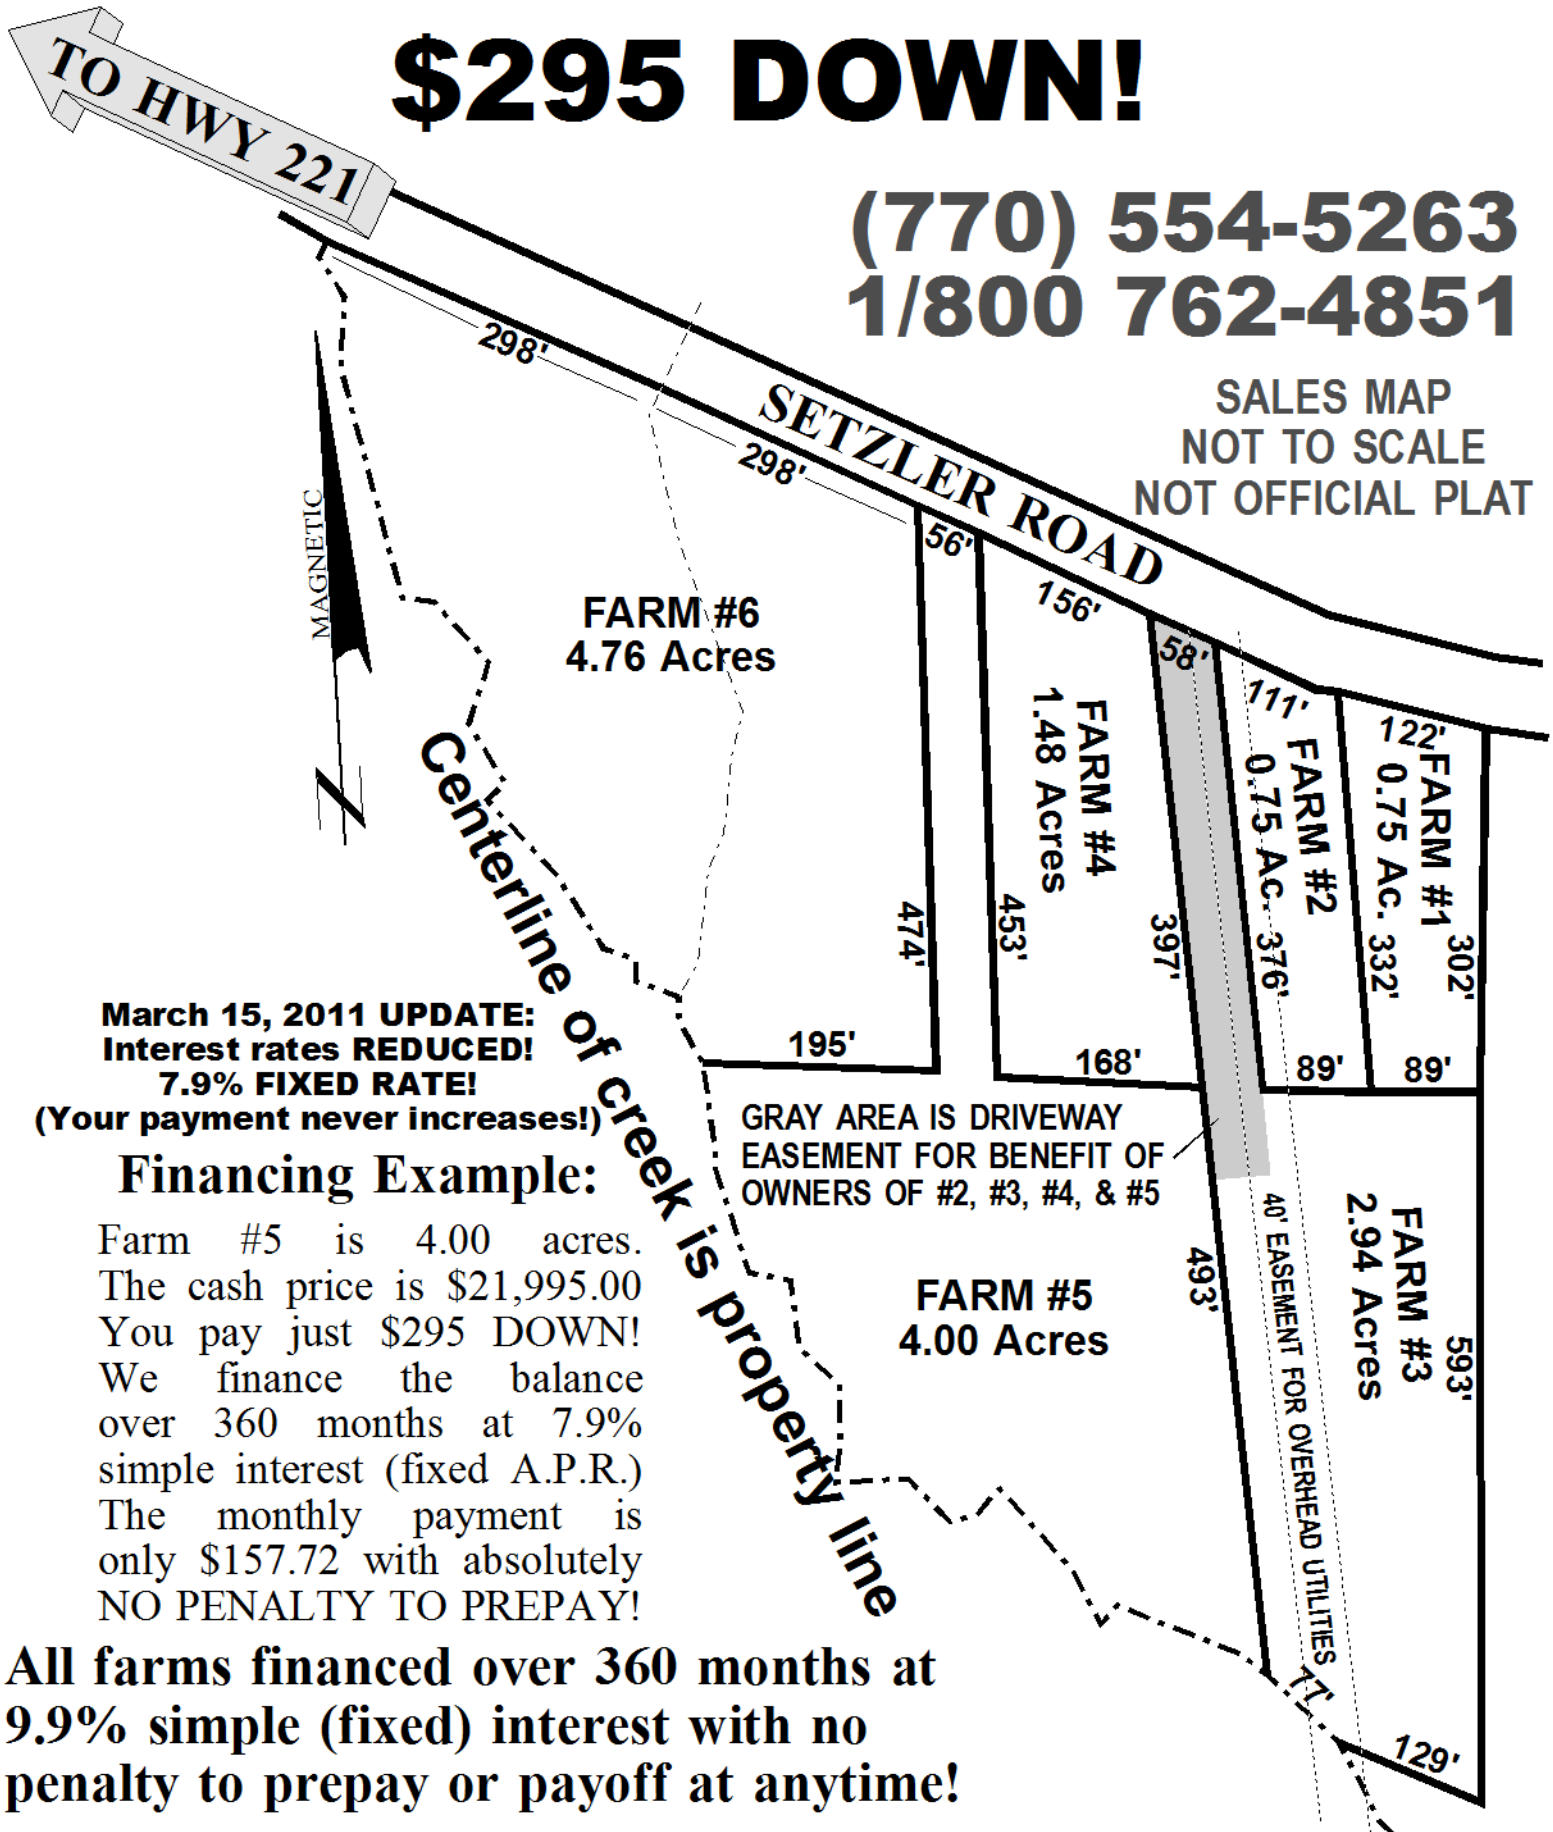 $295 DOWN!
TO HWY 221
(770) 554-5263
1/800 762-4851
SALES MAP
NOT TO SCALE
NOT OFFICIAL PLAT
SETZLER ROAD
298'
298'
56'
156'
58'
111'
122'
MAGNETIC
N
FARM #6
4.76 Acres
FARM #4
1.48 Acres
FARM #2
0.75 Ac.
FARM #1
0.75 Ac.
474'
453'
397'
376'
332'
302'
195'
168'
89'
89'
Centerline of creek is property line
GRAY AREA IS DRIVEWAY
EASEMENT FOR BENEFIT OF
OWNERS OF #2, #3, #4, & #5
FARM #5
4.00 Acres
493'
40' EASEMENT FOR OVERHEAD UTILITIES
FARM #3
2.94 Acres
593'
77'
129'
March 15, 2011 UPDATE:
Interest rates REDUCED!
7.9% FIXED RATE!
(Your payment never increases!)
Financing Example:
Farm #5 is 4.00 acres.
The cash price is $21,995.00
You pay just $295 DOWN!
We finance the balance
over 360 months at 7.9%
simple interest (fixed A.P.R.)
The monthly payment is
only $157.72 with absolutely
NO PENALTY TO PREPAY!
All farms financed over 360 months at
9.9% simple (fixed) interest with no
penalty to prepay or payoff at anytime!